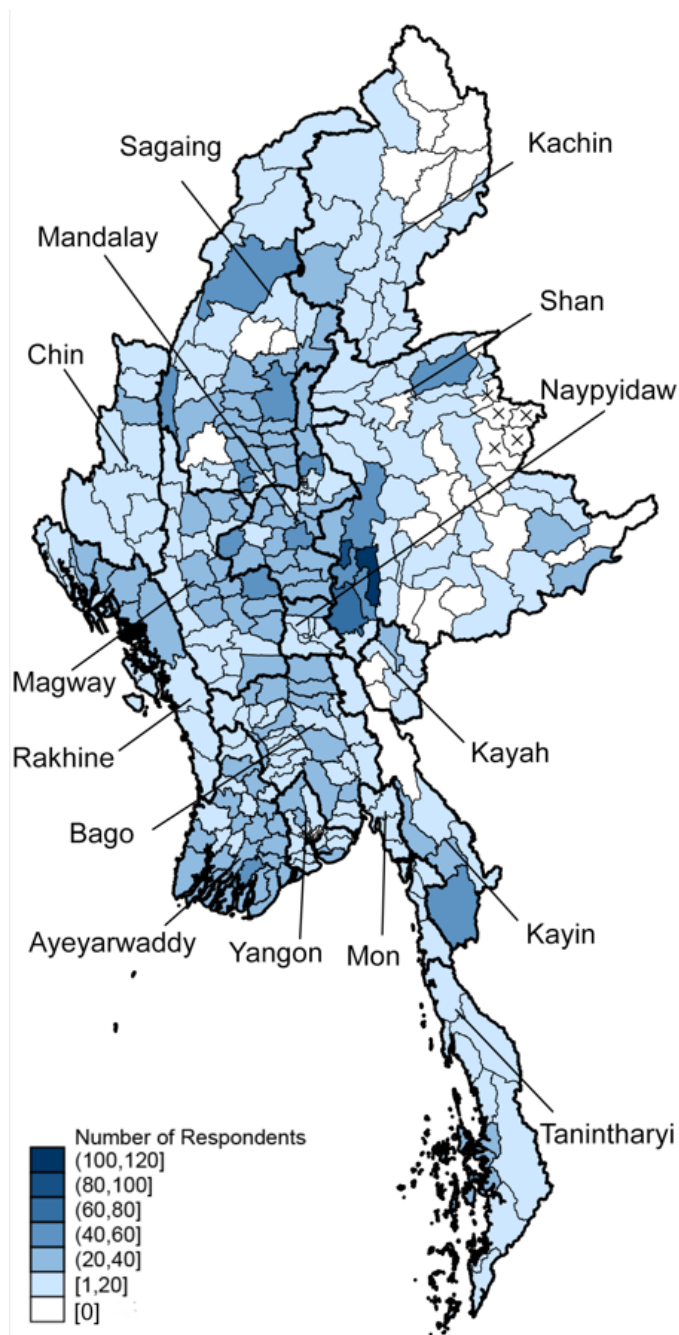 Sagaing
Kachin
Mandalay
Shan
Chin
Naypyidaw
Magway
Rakhine
Kayah
Bago
Ayeyarwaddy
Yangon
Mon
Kayin
Tanintharyi
Number of Respondents
(100,120]
(80,100]
(60,80]
(40,60]
(20,40]
[1,20]
[0]